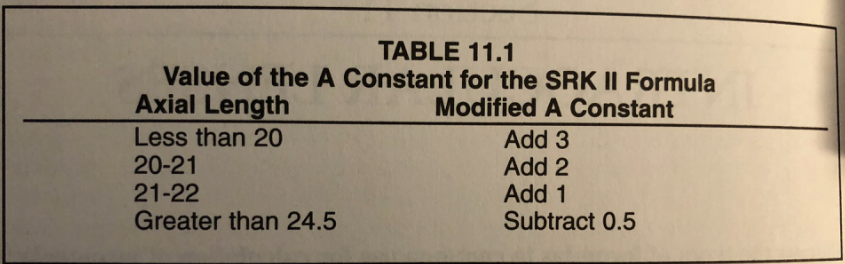 TABLE 11.1
Value of the A Constant for the SRK II Formula
Axial Length Modified A Constant
Less than 20 Add 3
20-21 Add 2
21-22 Add 1
Greater than 24.5 Subtract 0.5